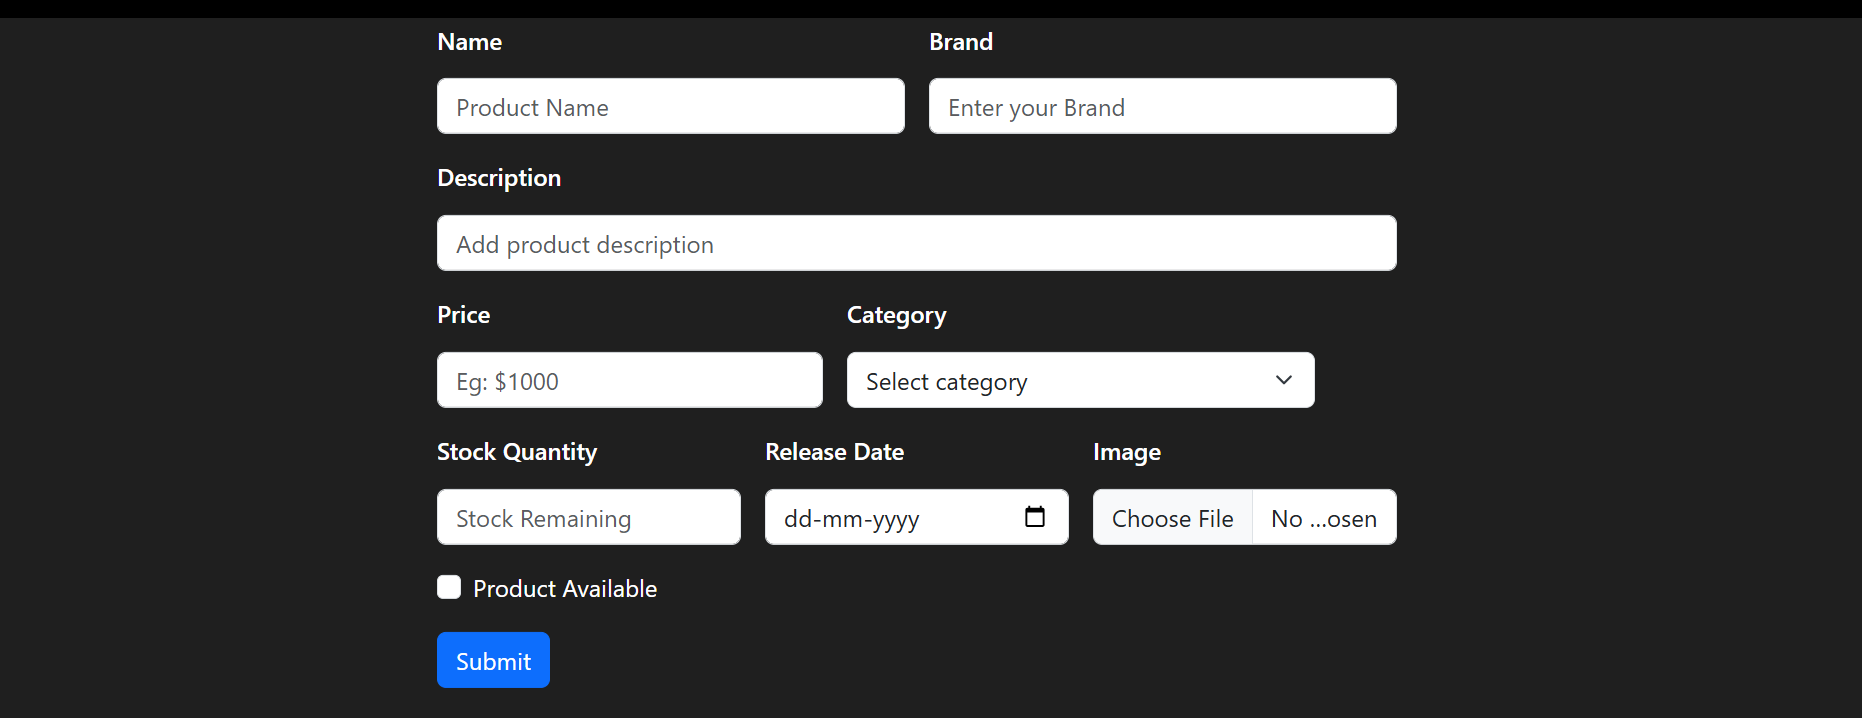 Name Brand
Product Name Enter your Brand
Description
Add product description
Price Category
Eg: $1000 Select category
Stock Quantity Release Date Image
Stock Remaining dd-mm-yyyy Choose File No ...osen
Product Available
Submit